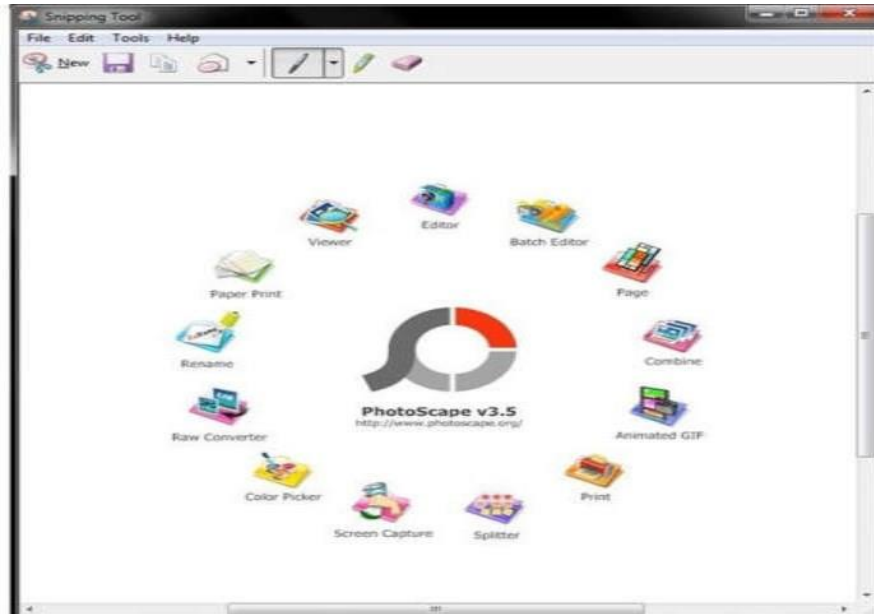 Snipping Tool
File Edit Tools Help
New
Editor
Viewer
Batch Editor
Paper Print
Page
Rename
Combine
PhotoScape v3.5
http://www.photoscape.org/
Raw Converter
Animated GIF
Color Picker
Print
Screen Capture
Splitter